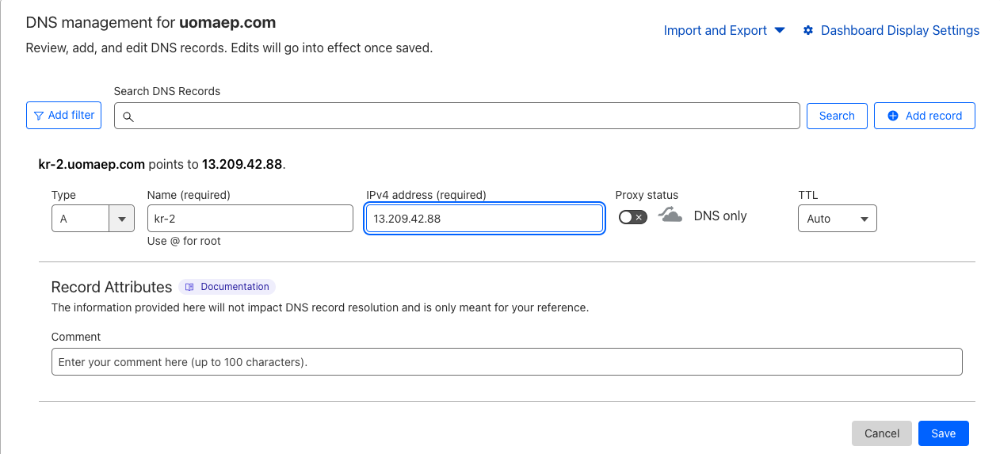 DNS management for uomaep.com
Import and Export
Dashboard Display Settings
Review, add, and edit DNS records. Edits will go into effect once saved.
Search DNS Records
Add filter
Search
Add record
kr-2.uomaep.com points to 13.209.42.88.
Type
Name (required)
IPv4 address (required)
Proxy status
TTL
A
kr-2
13.209.42.88
DNS only
Auto
Use @ for root
Record Attributes
Documentation
The information provided here will not impact DNS record resolution and is only meant for your reference.
Comment
Enter your comment here (up to 100 characters).
Cancel
Save